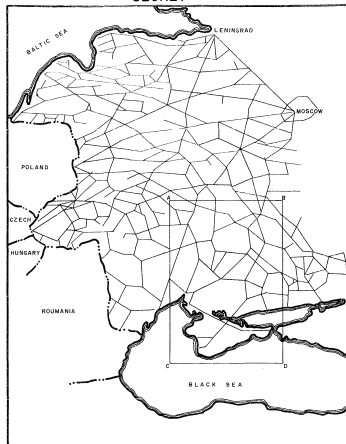 LENINGRAD
BALTIC SEA
MOSCOW
POLAND
A B
CZECH
HUNGARY
ROUMANIA
C D
BLACK SEA